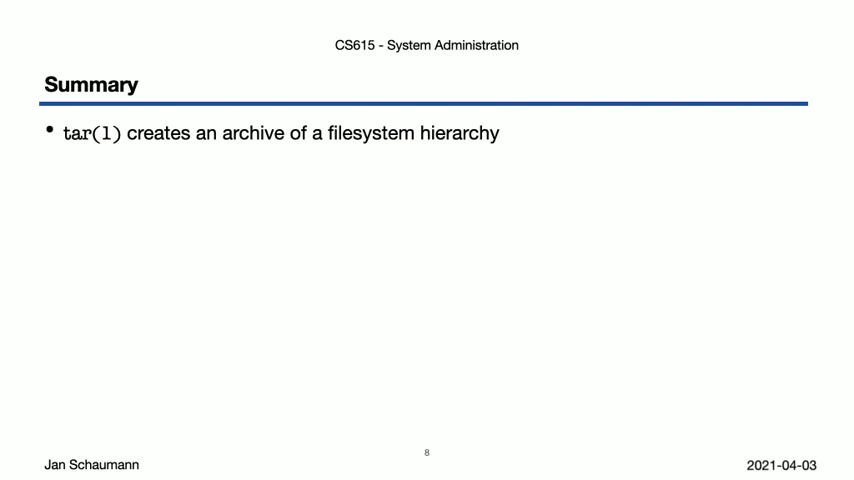 CS615 - System Administration
Summary
• tar(1) creates an archive of a filesystem hierarchy
8
Jan Schaumann
2021-04-03